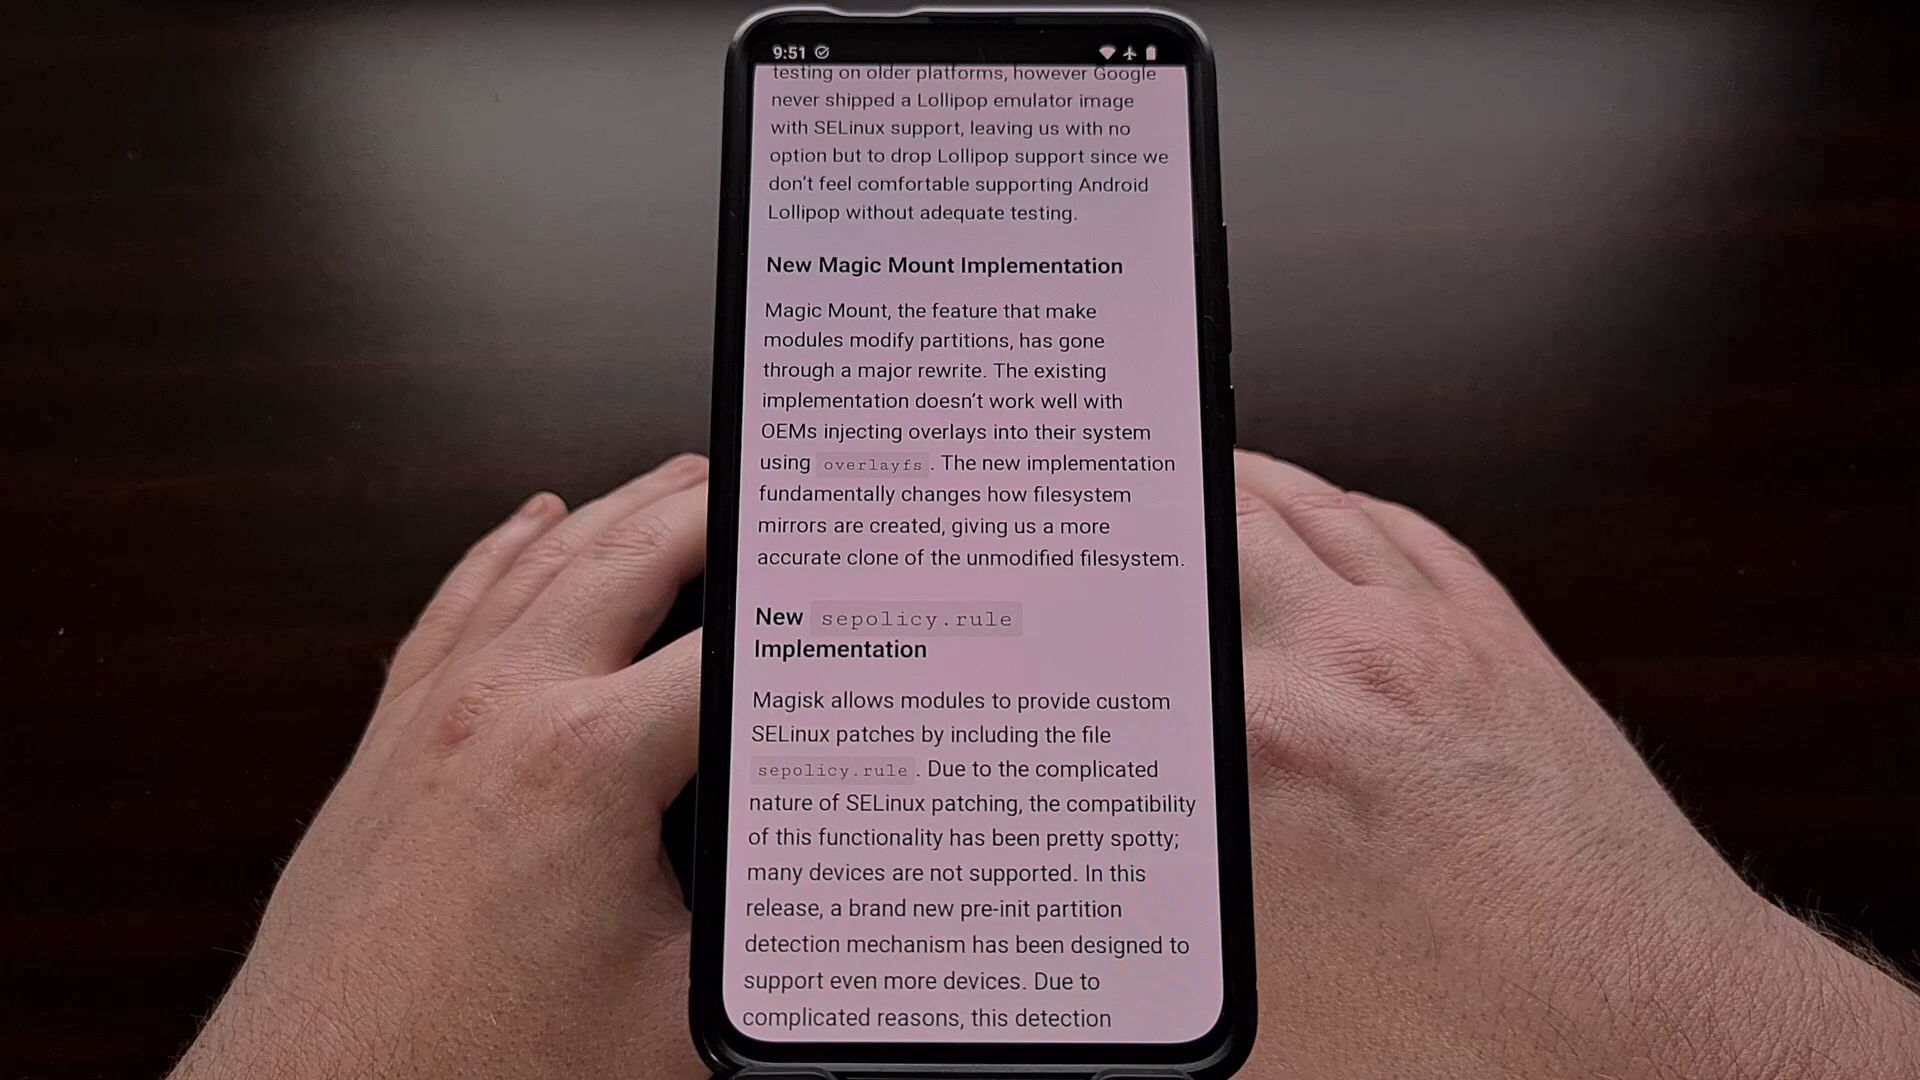 9:51
testing on older platforms, however Google
never shipped a Lollipop emulator image
with SELinux support, leaving us with no
option but to drop Lollipop support since we
don't feel comfortable supporting Android
Lollipop without adequate testing.
New Magic Mount Implementation
Magic Mount, the feature that make
modules modify partitions, has gone
through a major rewrite. The existing
implementation doesn't work well with
OEMs injecting overlays into their system
using overlayfs. The new implementation
fundamentally changes how filesystem
mirrors are created, giving us a more
accurate clone of the unmodified filesystem.
New sepolicy.rule
Implementation
Magisk allows modules to provide custom
SELinux patches by including the file
sepolicy.rule. Due to the complicated
nature of SELinux patching, the compatibility
of this functionality has been pretty spotty;
many devices are not supported. In this
release, a brand new pre-init partition
detection mechanism has been designed to
support even more devices. Due to
complicated reasons, this detection